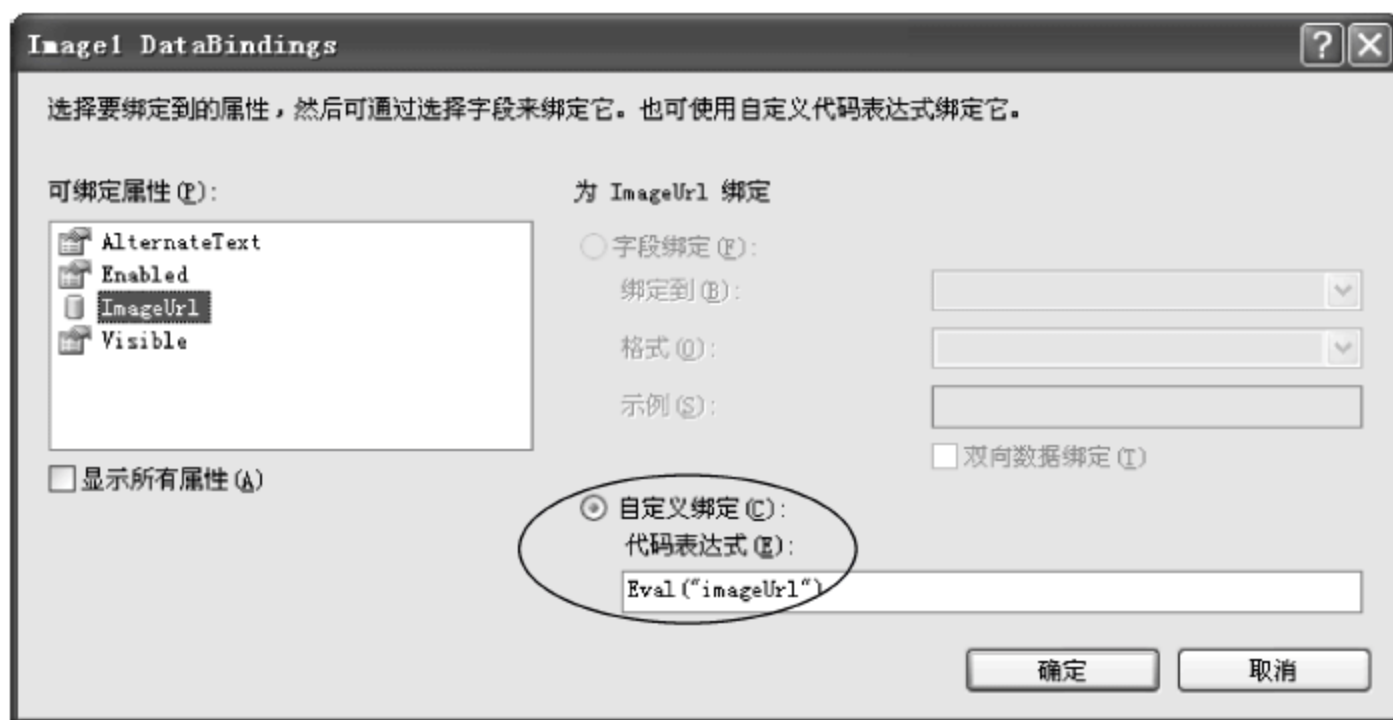 Image1 DataBindings
选择要绑定到的属性，然后可通过选择字段来绑定它。也可使用自定义代码表达式绑定它。
可绑定属性(P):
AlternateText
Enabled
ImageUrl
Visible
显示所有属性(A)
为 ImageUrl 绑定
字段绑定(F):
绑定到(B):
格式(O):
示例(S):
双向数据绑定(T)
自定义绑定(C):
代码表达式(E):
Eval("imageUrl")
确定
取消